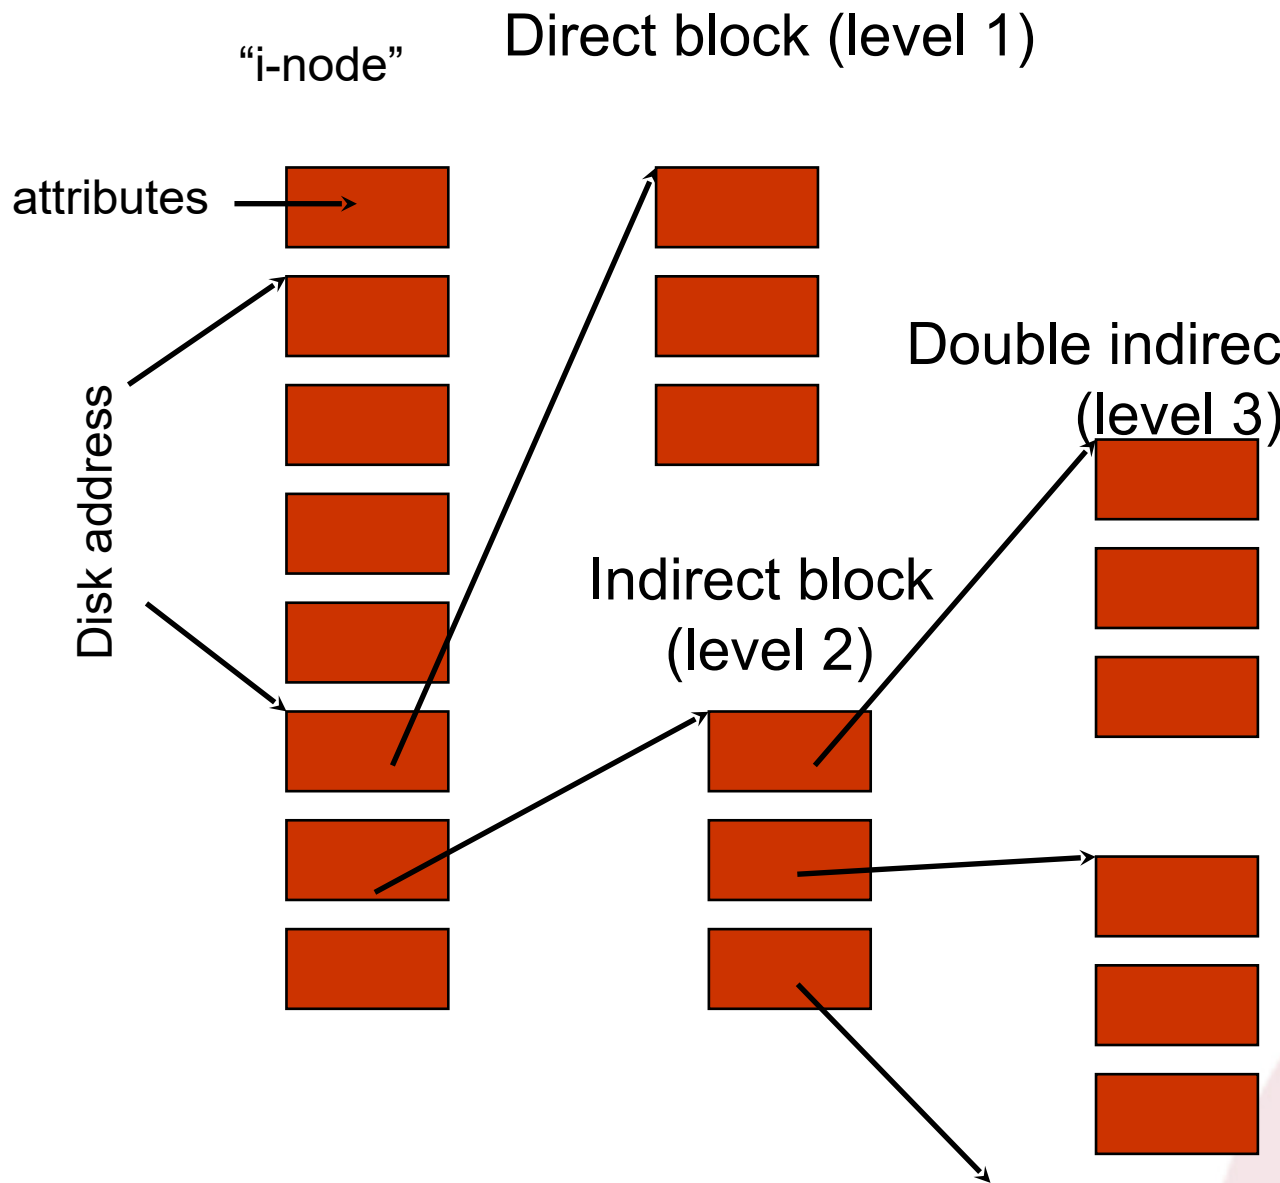 “i-node”
Direct block (level 1)
attributes
Disk address
Double indirec
(level 3)
Indirect block
(level 2)